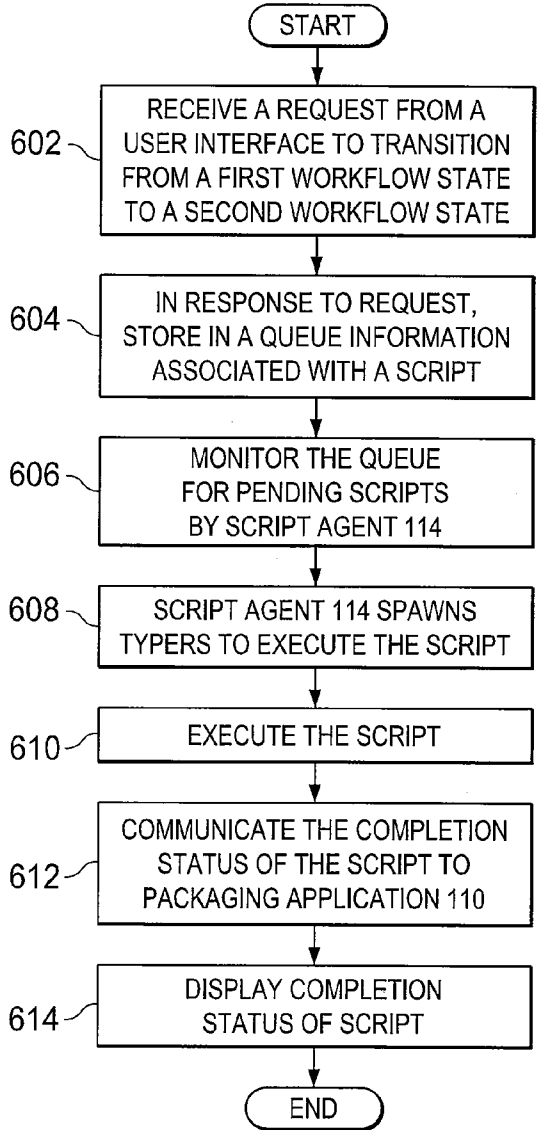 START
602
RECEIVE A REQUEST FROM A
USER INTERFACE TO TRANSITION
FROM A FIRST WORKFLOW STATE
TO A SECOND WORKFLOW STATE
604
IN RESPONSE TO REQUEST,
STORE IN A QUEUE INFORMATION
ASSOCIATED WITH A SCRIPT
606
MONITOR THE QUEUE
FOR PENDING SCRIPTS
BY SCRIPT AGENT 114
608
SCRIPT AGENT 114 SPAWNS
TYPERS TO EXECUTE THE SCRIPT
610
EXECUTE THE SCRIPT
612
COMMUNICATE THE COMPLETION
STATUS OF THE SCRIPT TO
PACKAGING APPLICATION 110
614
DISPLAY COMPLETION
STATUS OF SCRIPT
END